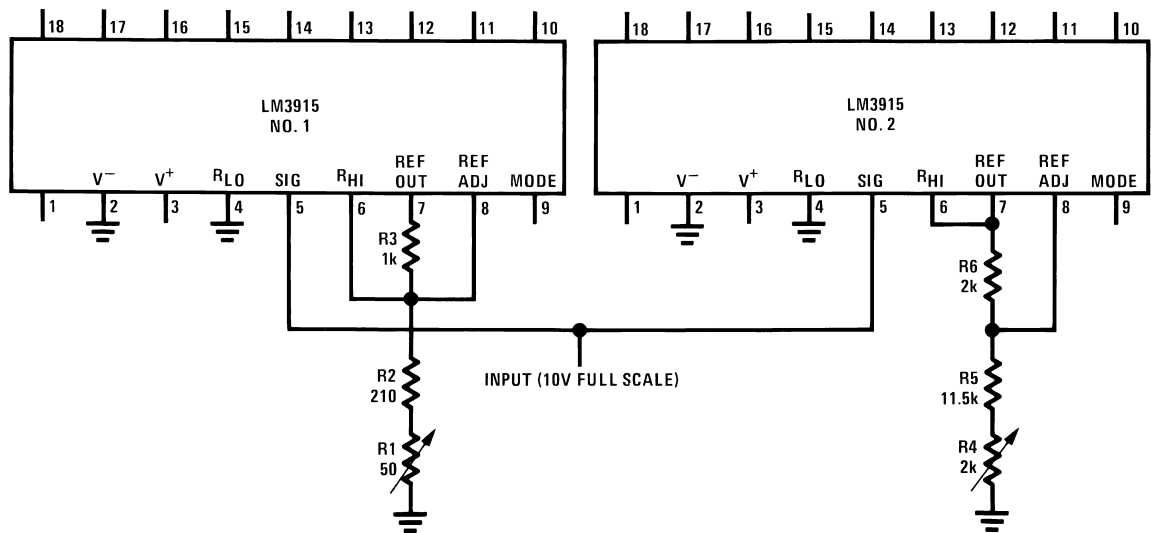 18 17 16 15 14 13 12 11 10
18 17 16 15 14 13 12 11 10
LM3915
NO. 1
LM3915
NO. 2
V− V+ RLO SIG RHI REF OUT REF ADJ MODE
V− V+ RLO SIG RHI REF OUT REF ADJ MODE
1 2 3 4 5 6 7 8 9
1 2 3 4 5 6 7 8 9
R3
1k
R6
2k
R2
210
INPUT (10V FULL SCALE)
R5
11.5k
R1
50
R4
2k